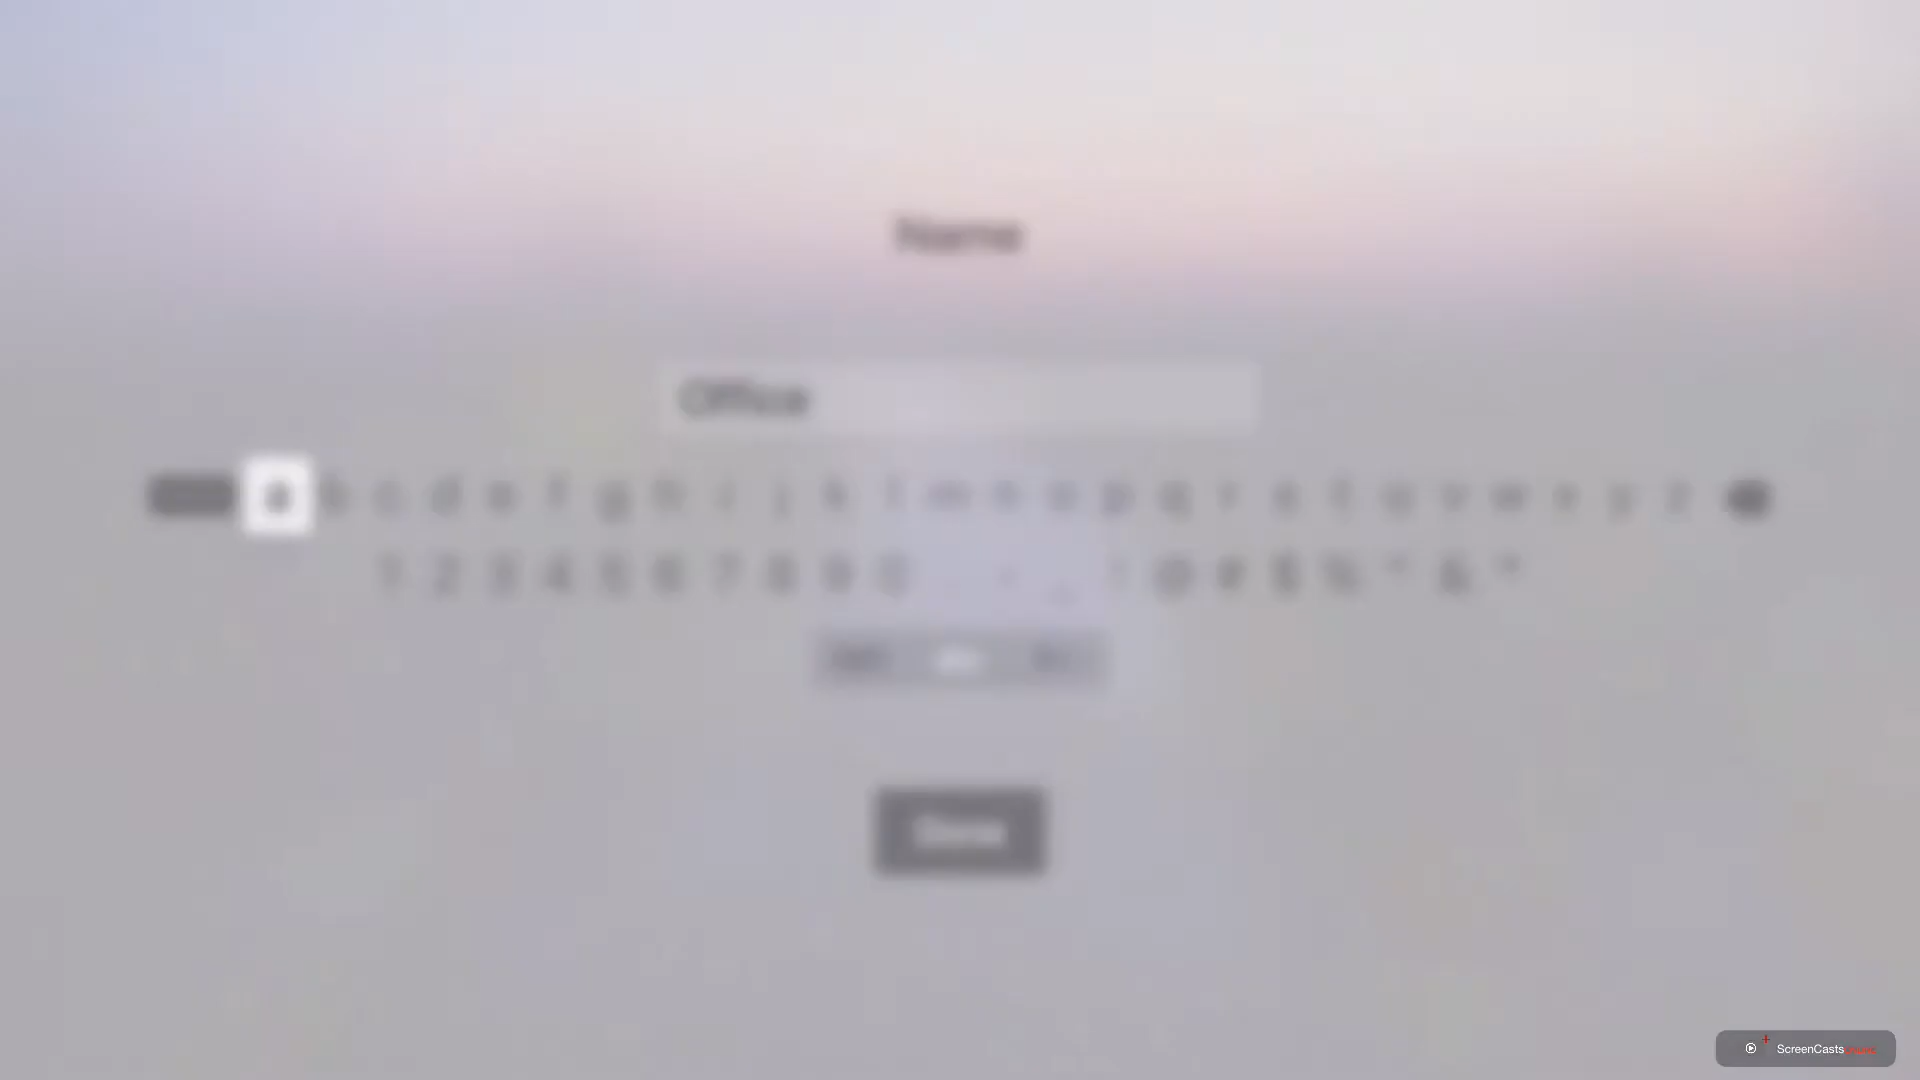 Name
Office
a b c d e f g h i j k l m n o p q r s t u v w x y z
1 2 3 4 5 6 7 8 9 0 - _ ! @ # $ % ^ & *
Done
ScreenCasts